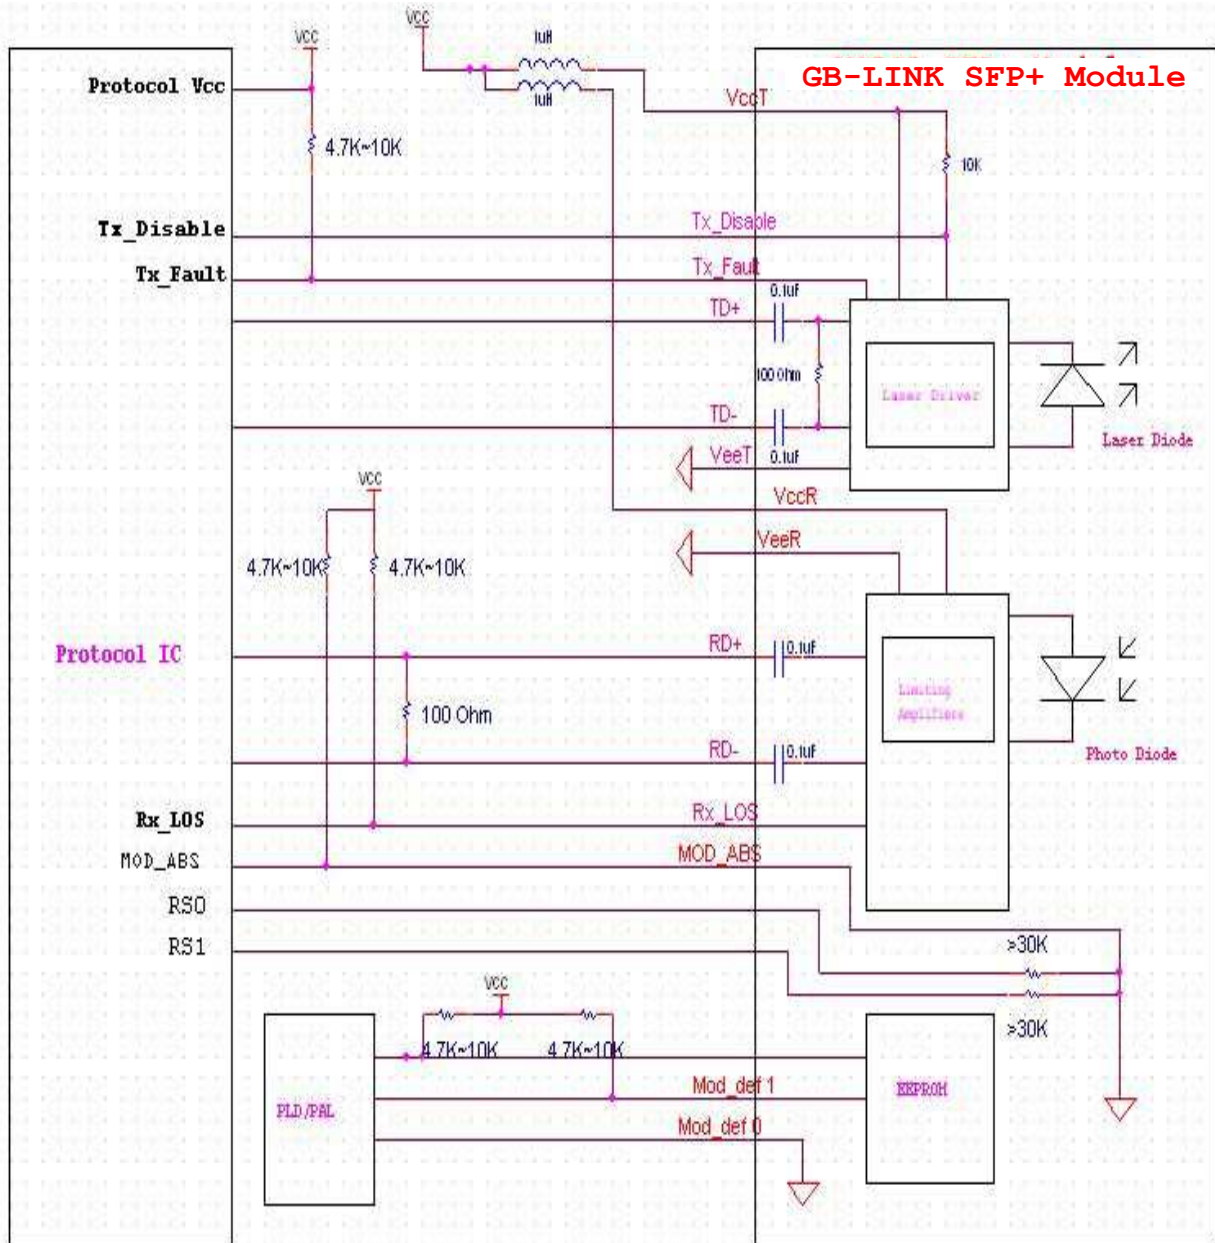 VCC
VCC
1uH
1uH
GB-LINK SFP+ Module
Protocol Vcc
VccT
4.7K~10K
10K
Tx_Disable
Tx_Disable
Tx_Fault
Tx_Fault
0.1uf
TD+
100 Ohm
Laser Driver
TD-
Laser Diode
VeeT
0.1uf
VCC
VccR
VeeR
4.7K~10K
4.7K~10K
Protocol IC
RD+
0.1uf
Limiting
Amplifiers
100 Ohm
RD-
0.1uf
Photo Diode
Rx_LOS
Rx_LOS
MOD_ABS
MOD_ABS
RS0
RS1
>30K
VCC
>30K
4.7K~10K
4.7K~10K
Mod_def 1
EEPROM
PLD/PAL
Mod_def 0